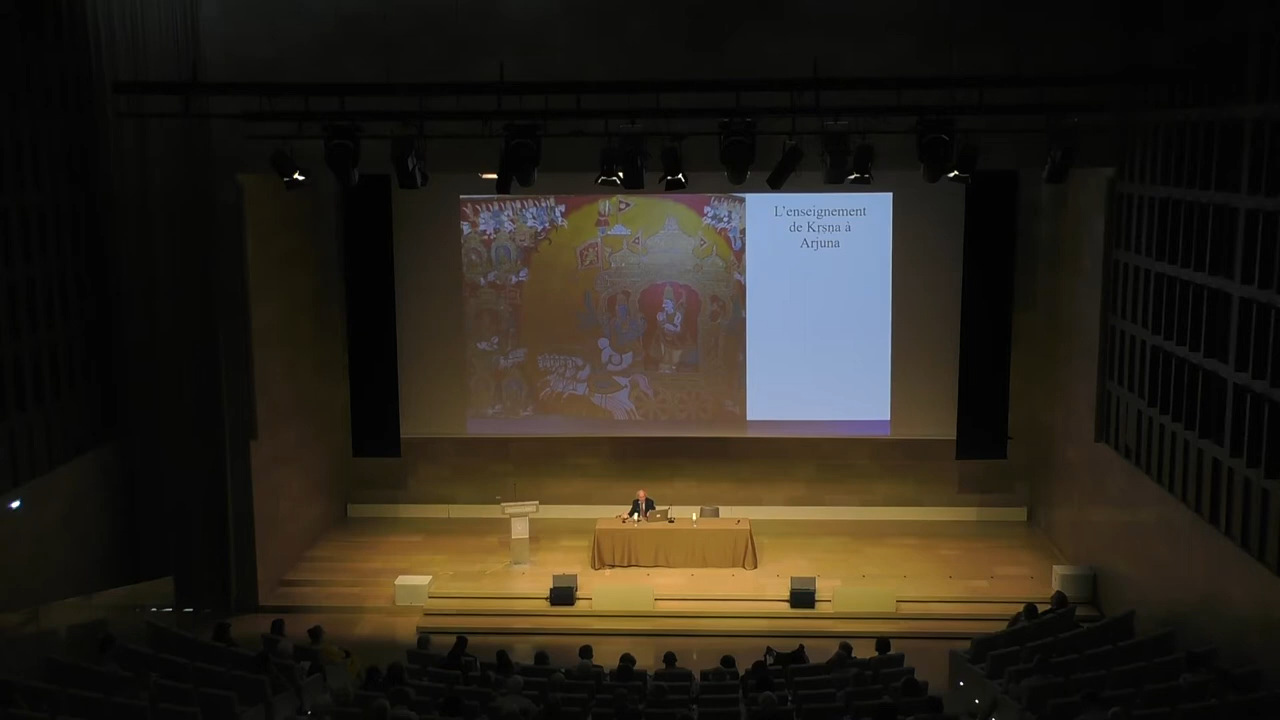 L'enseignement
de Kṛṣṇa à
Arjuna